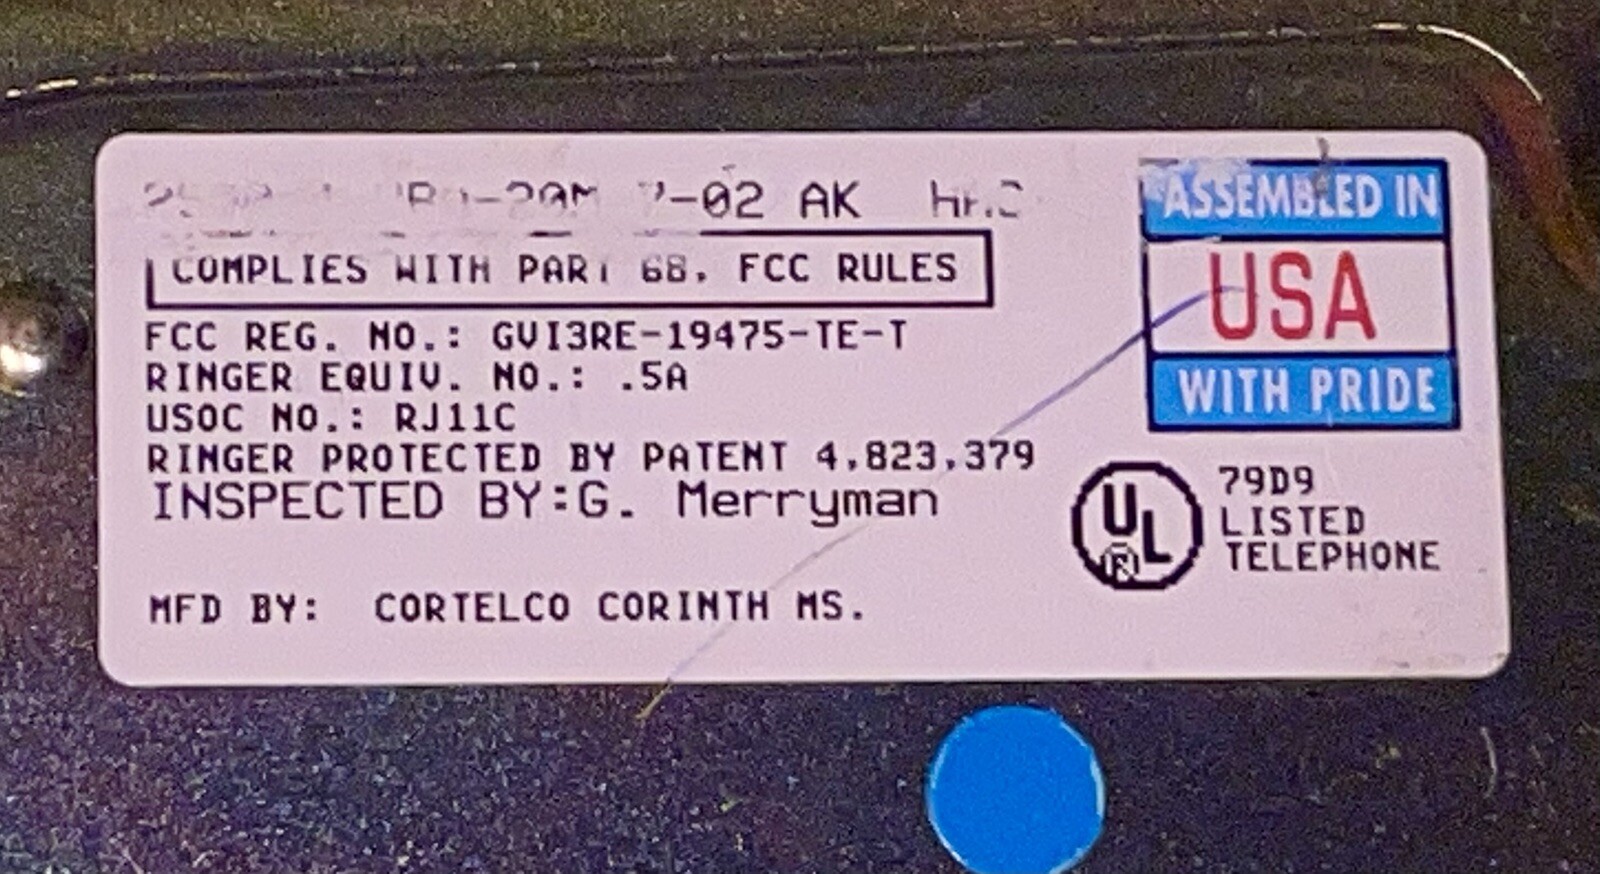 -02 AK
COMPLIES WITH PART 68, FCC RULES
FCC REG. NO.: GVI3RE-19475-TE-T
RINGER EQUIV. NO.: .5A
USOC NO.: RJ11C
RINGER PROTECTED BY PATENT 4,823,379
INSPECTED BY:G. Merryman
MFD BY: CORTELCO CORINTH MS.
ASSEMBLED IN
USA
WITH PRIDE
UL
®
79D9
LISTED
TELEPHONE